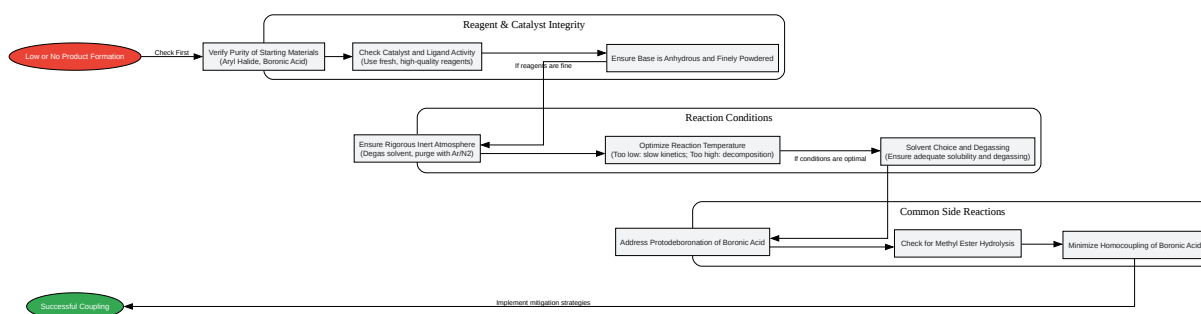 Reagent & Catalyst Integrity
Low or No Product Formation
Check First
Verify Purity of Starting Materials
(Aryl Halide, Boronic Acid)
Check Catalyst and Ligand Activity
(Use fresh, high-quality reagents)
If reagents are fine
Ensure Base is Anhydrous and Finely Powdered
Reaction Conditions
Ensure Rigorous Inert Atmosphere
(Degas solvent, purge with Ar/N2)
Optimize Reaction Temperature
(Too low: slow kinetics; Too high: decomposition)
If conditions are optimal
Solvent Choice and Degassing
(Ensure adequate solubility and degassing)
Common Side Reactions
Address Protodeboronation of Boronic Acid
Check for Methyl Ester Hydrolysis
Minimize Homocoupling of Boronic Acid
Implement mitigation strategies
Successful Coupling